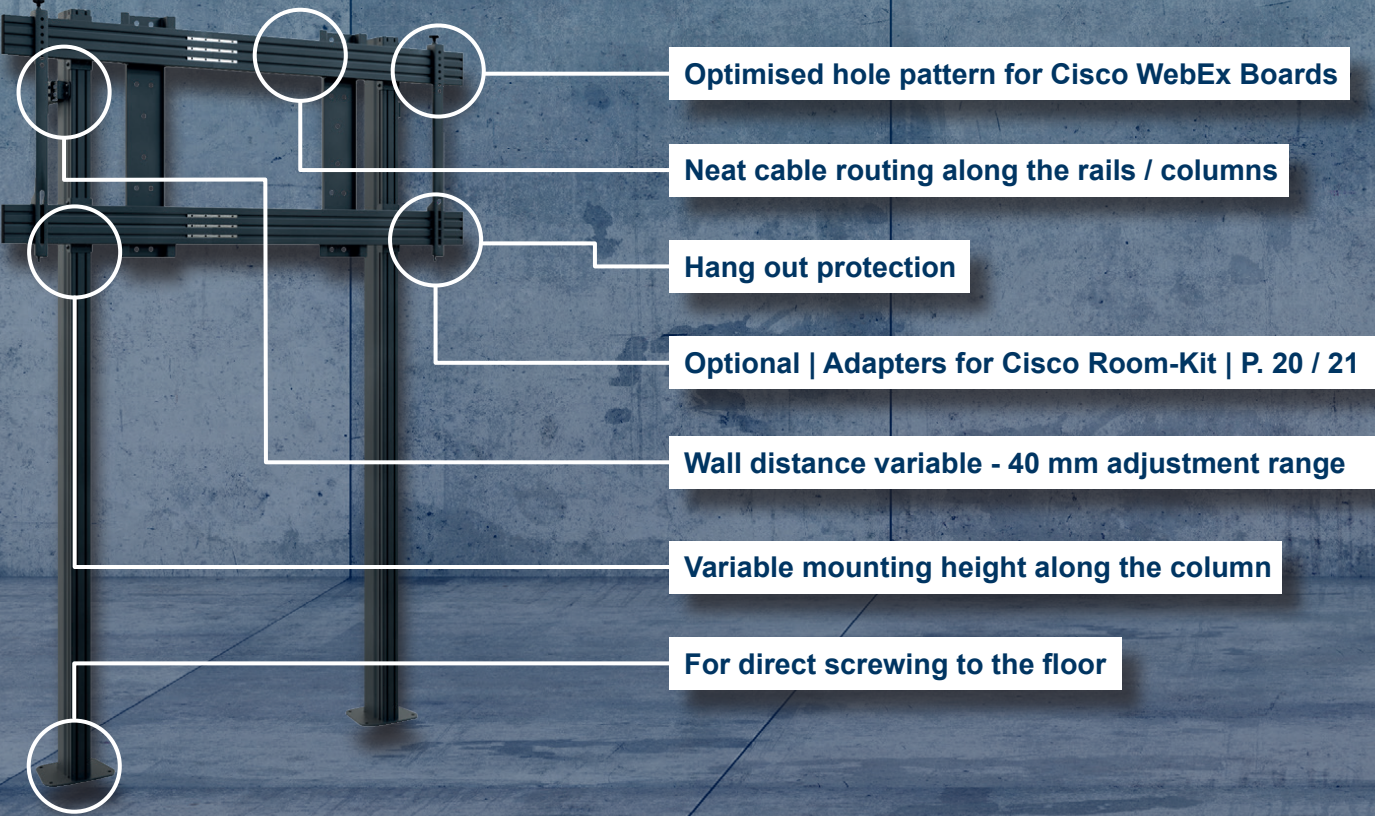 Optimised hole pattern for Cisco WebEx Boards
Neat cable routing along the rails / columns
Hang out protection
Optional | Adapters for Cisco Room-Kit | P. 20 / 21
Wall distance variable - 40 mm adjustment range
Variable mounting height along the column
For direct screwing to the floor